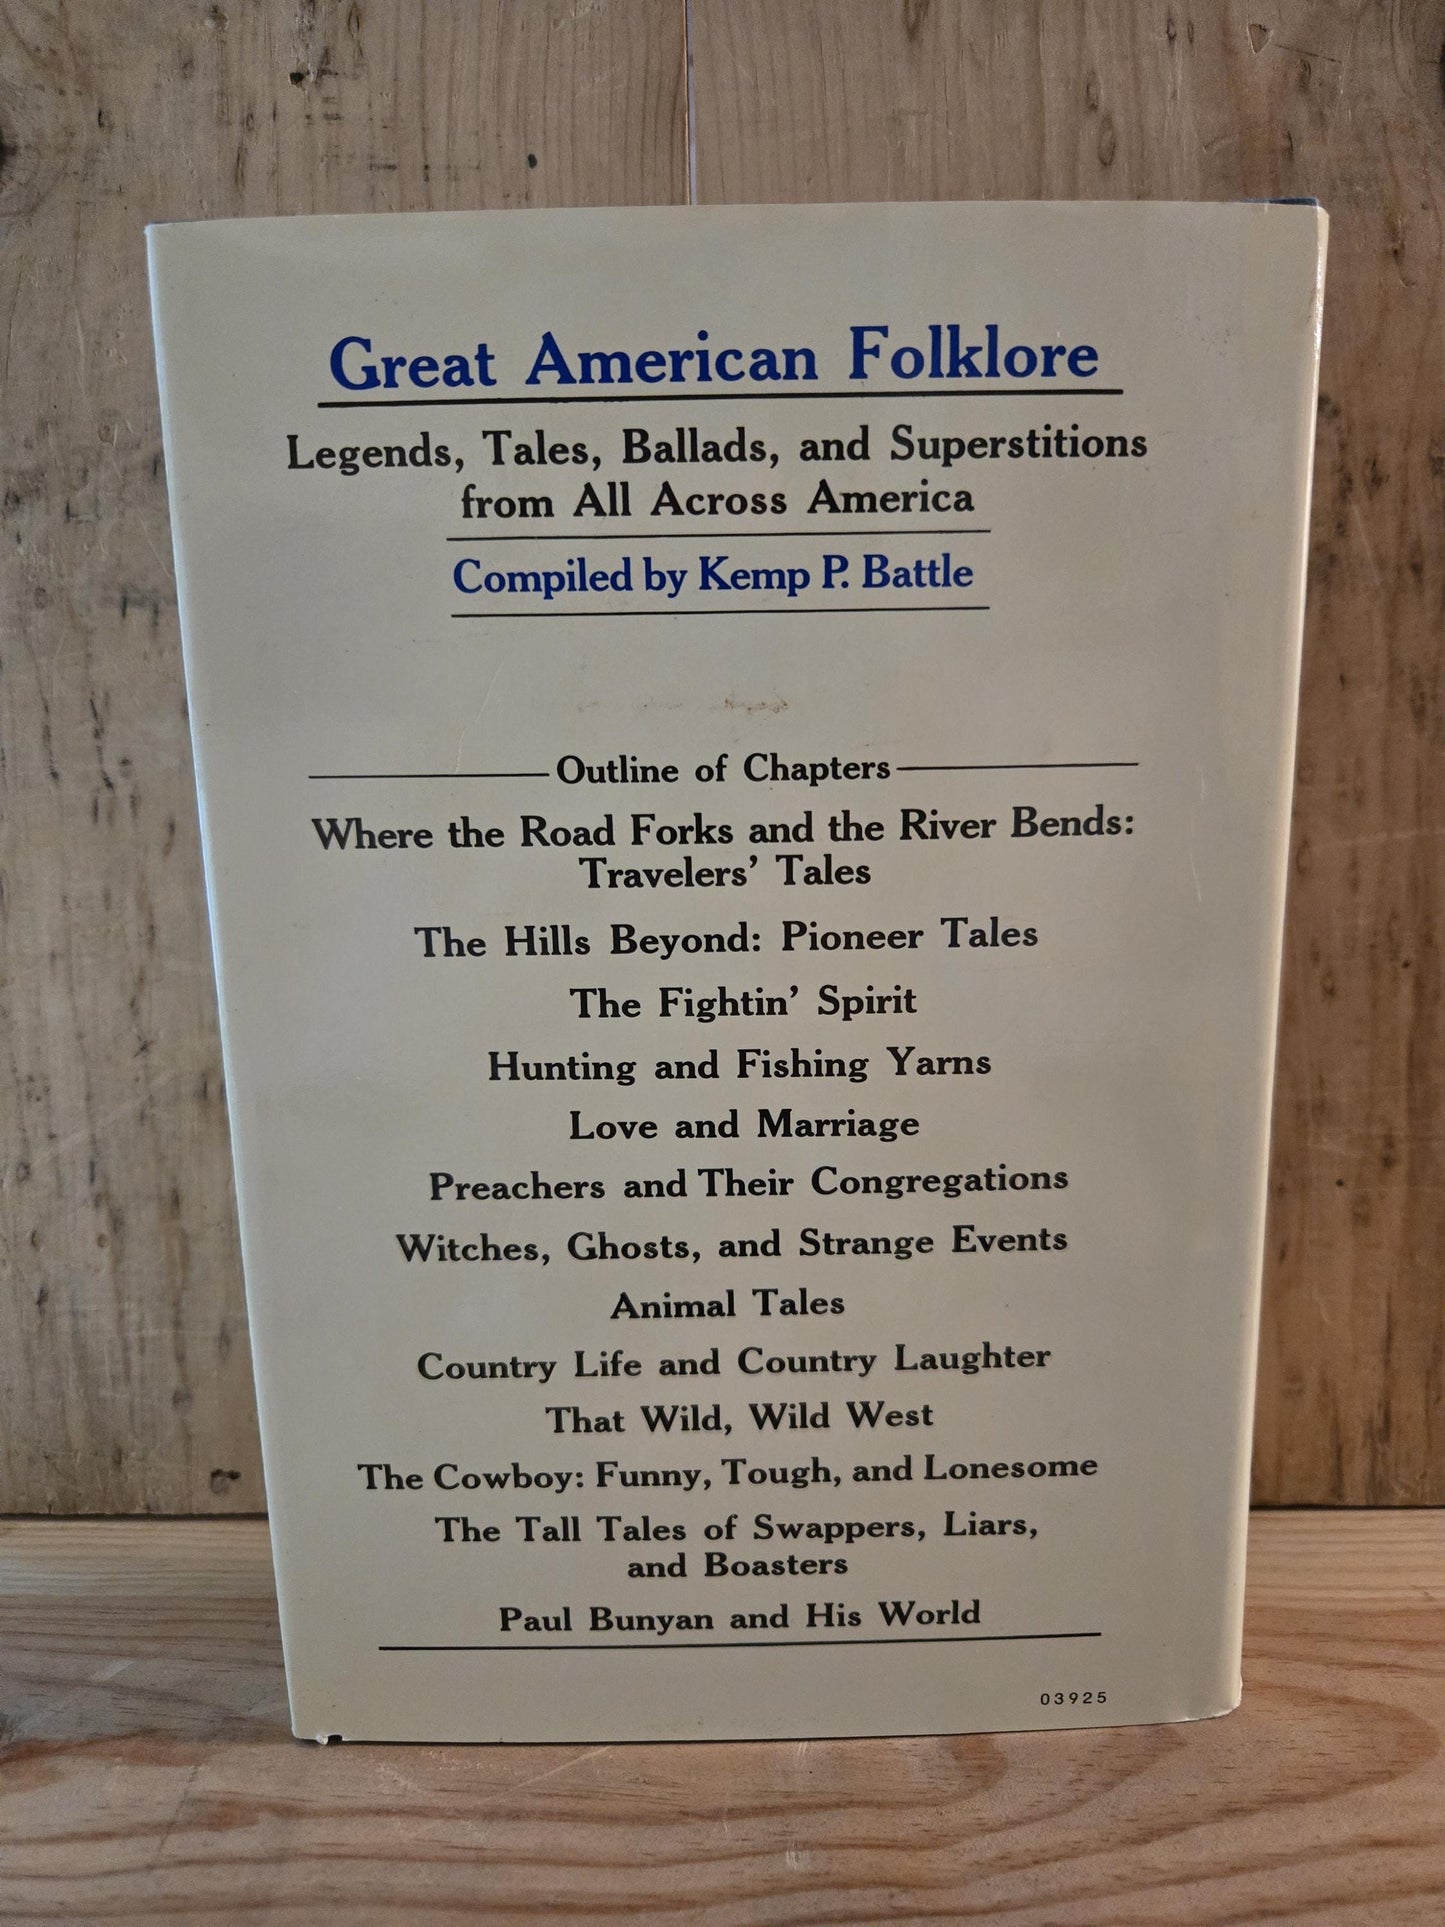 Great American Folklore
Legends, Tales, Ballads, and Superstitions
from All Across America
Compiled by Kemp P. Battle
Outline of Chapters
Where the Road Forks and the River Bends:
Travelers' Tales
The Hills Beyond: Pioneer Tales
The Fightin' Spirit
Hunting and Fishing Yarns
Love and Marriage
Preachers and Their Congregations
Witches, Ghosts, and Strange Events
Animal Tales
Country Life and Country Laughter
That Wild, Wild West
The Cowboy: Funny, Tough, and Lonesome
The Tall Tales of Swappers, Liars,
and Boasters
Paul Bunyan and His World
03925